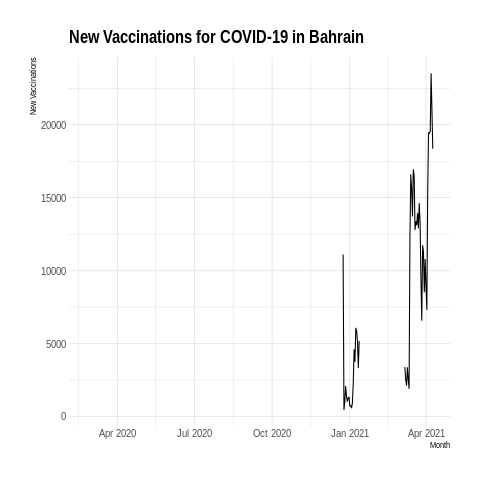 New Vaccinations for COVID-19 in Bahrain
New Vaccinations
20000
15000
10000
5000
0
Apr 2020 Jul 2020 Oct 2020 Jan 2021 Apr 2021
Month